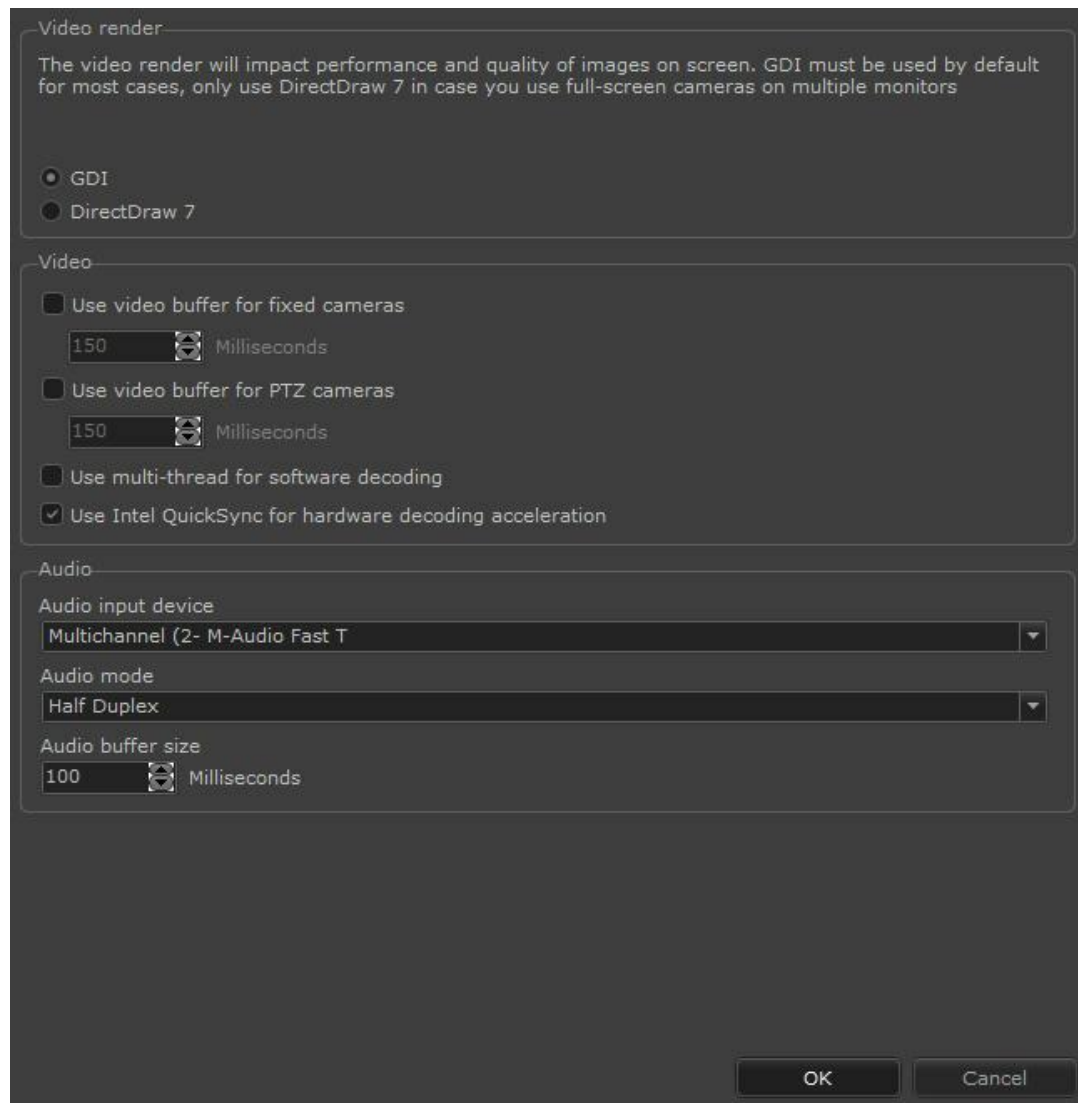 Video render
The video render will impact performance and quality of images on screen. GDI must be used by default
for most cases, only use DirectDraw 7 in case you use full-screen cameras on multiple monitors
GDI
DirectDraw 7
Video
Use video buffer for fixed cameras
150 Milliseconds
Use video buffer for PTZ cameras
150 Milliseconds
Use multi-thread for software decoding
Use Intel QuickSync for hardware decoding acceleration
Audio
Audio input device
Multichannel (2- M-Audio Fast T
Audio mode
Half Duplex
Audio buffer size
100 Milliseconds
OK Cancel